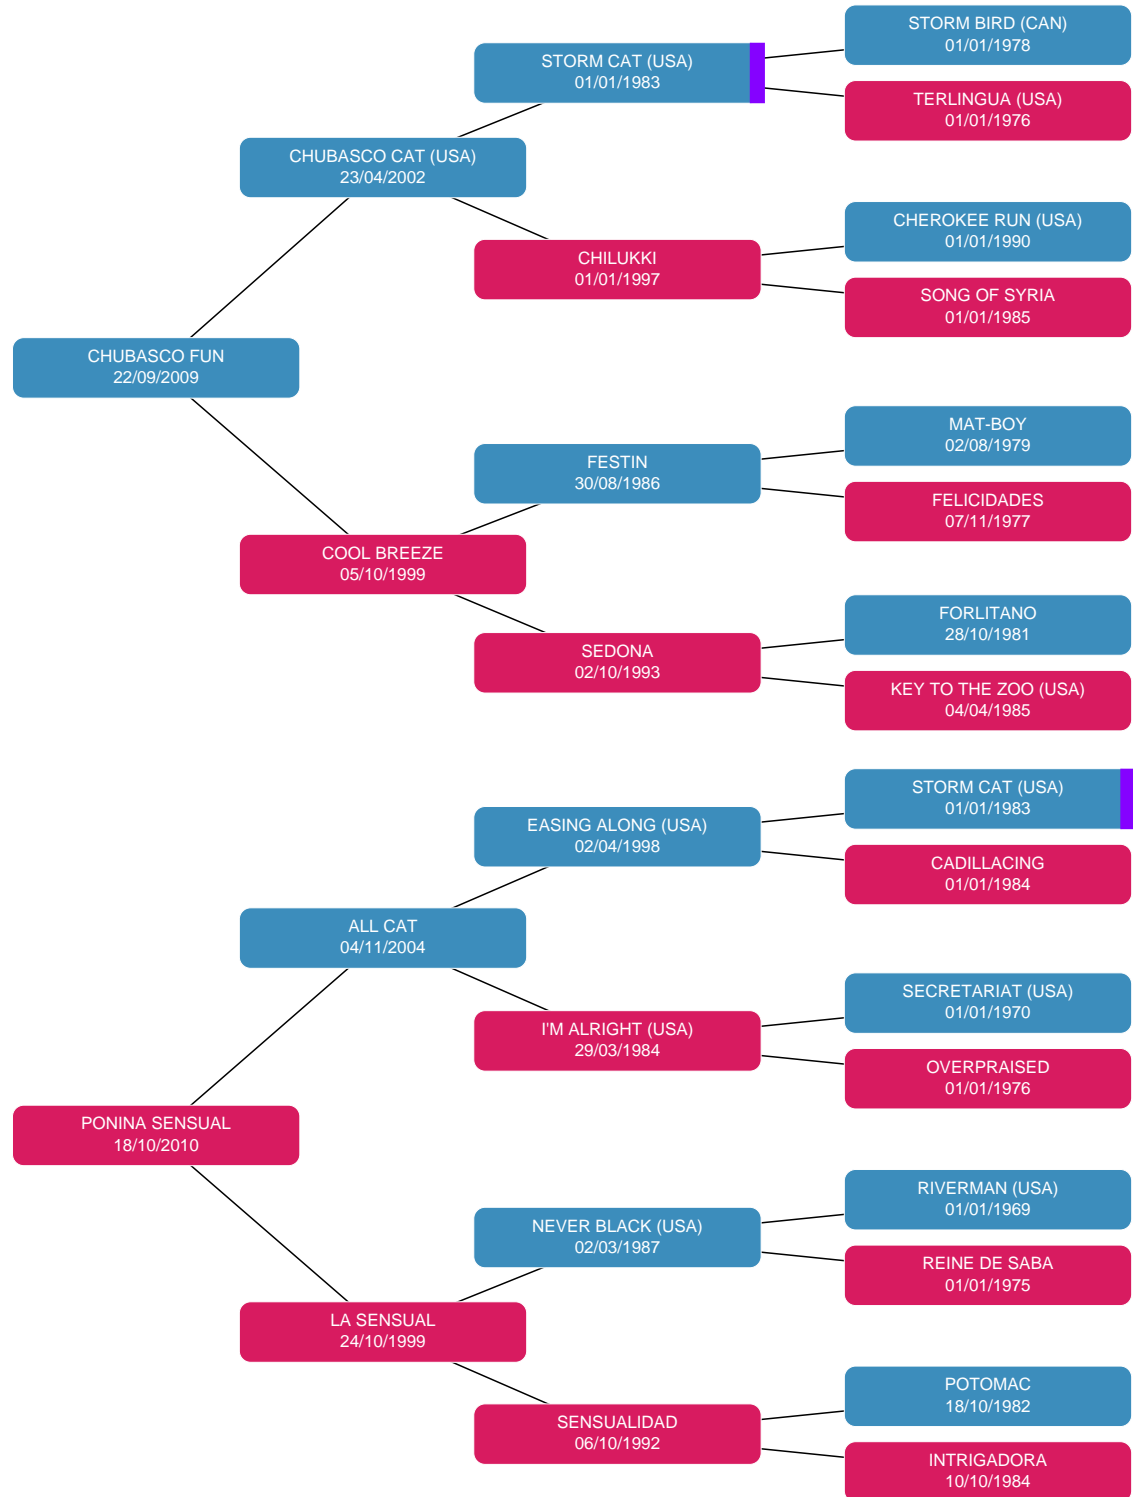 STORM BIRD (CAN)
01/01/1978
STORM CAT (USA)
01/01/1983
TERLINGUA (USA)
01/01/1976
CHUBASCO CAT (USA)
23/04/2002
CHEROKEE RUN (USA)
01/01/1990
CHILUKKI
01/01/1997
SONG OF SYRIA
01/01/1985
CHUBASCO FUN
22/09/2009
MAT-BOY
02/08/1979
FESTIN
30/08/1986
FELICIDADES
07/11/1977
COOL BREEZE
05/10/1999
FORLITANO
28/10/1981
SEDONA
02/10/1993
KEY TO THE ZOO (USA)
04/04/1985
STORM CAT (USA)
01/01/1983
EASING ALONG (USA)
02/04/1998
CADILLACING
01/01/1984
ALL CAT
04/11/2004
SECRETARIAT (USA)
01/01/1970
I'M ALRIGHT (USA)
29/03/1984
OVERPRAISED
01/01/1976
PONINA SENSUAL
18/10/2010
RIVERMAN (USA)
01/01/1969
NEVER BLACK (USA)
02/03/1987
REINE DE SABA
01/01/1975
LA SENSUAL
24/10/1999
POTOMAC
18/10/1982
SENSUALIDAD
06/10/1992
INTRIGADORA
10/10/1984